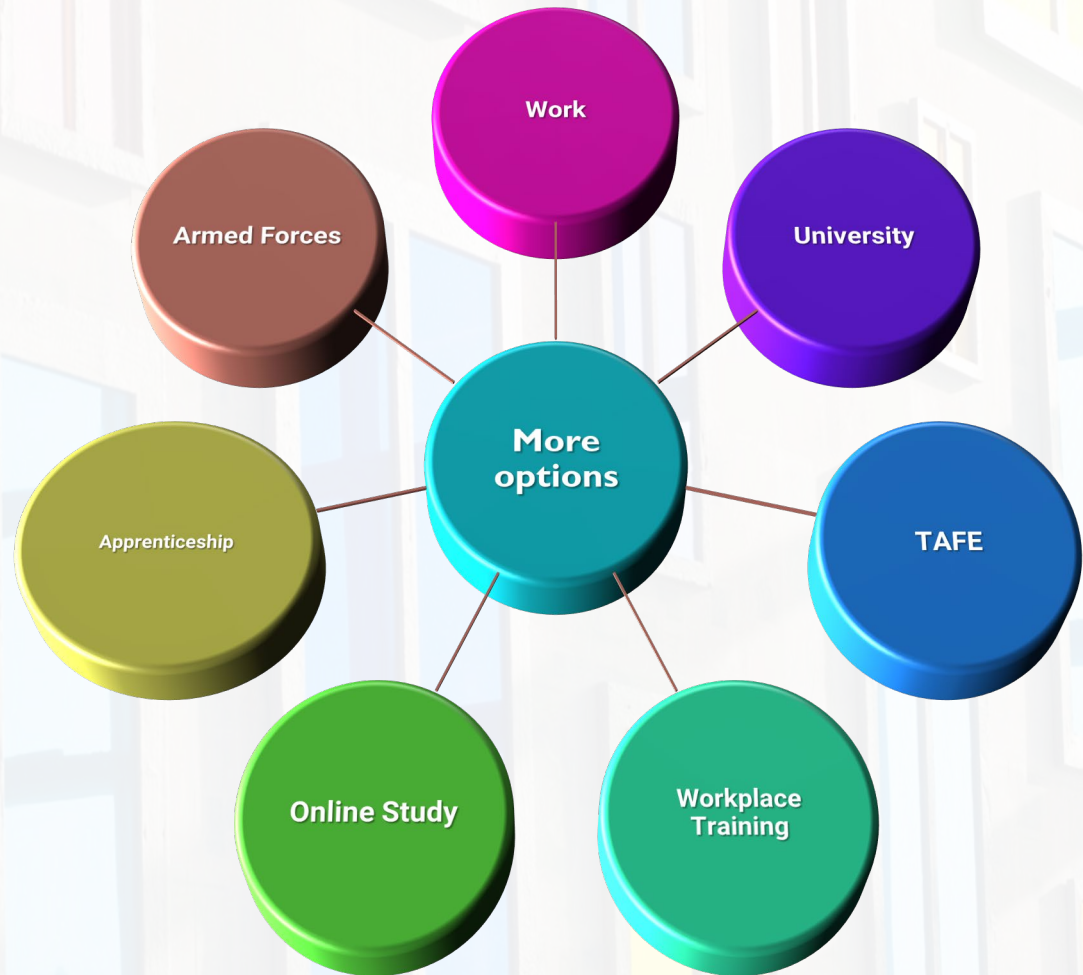 Work
Armed Forces
University
More
options
Apprenticeship
TAFE
Online Study
Workplace
Training